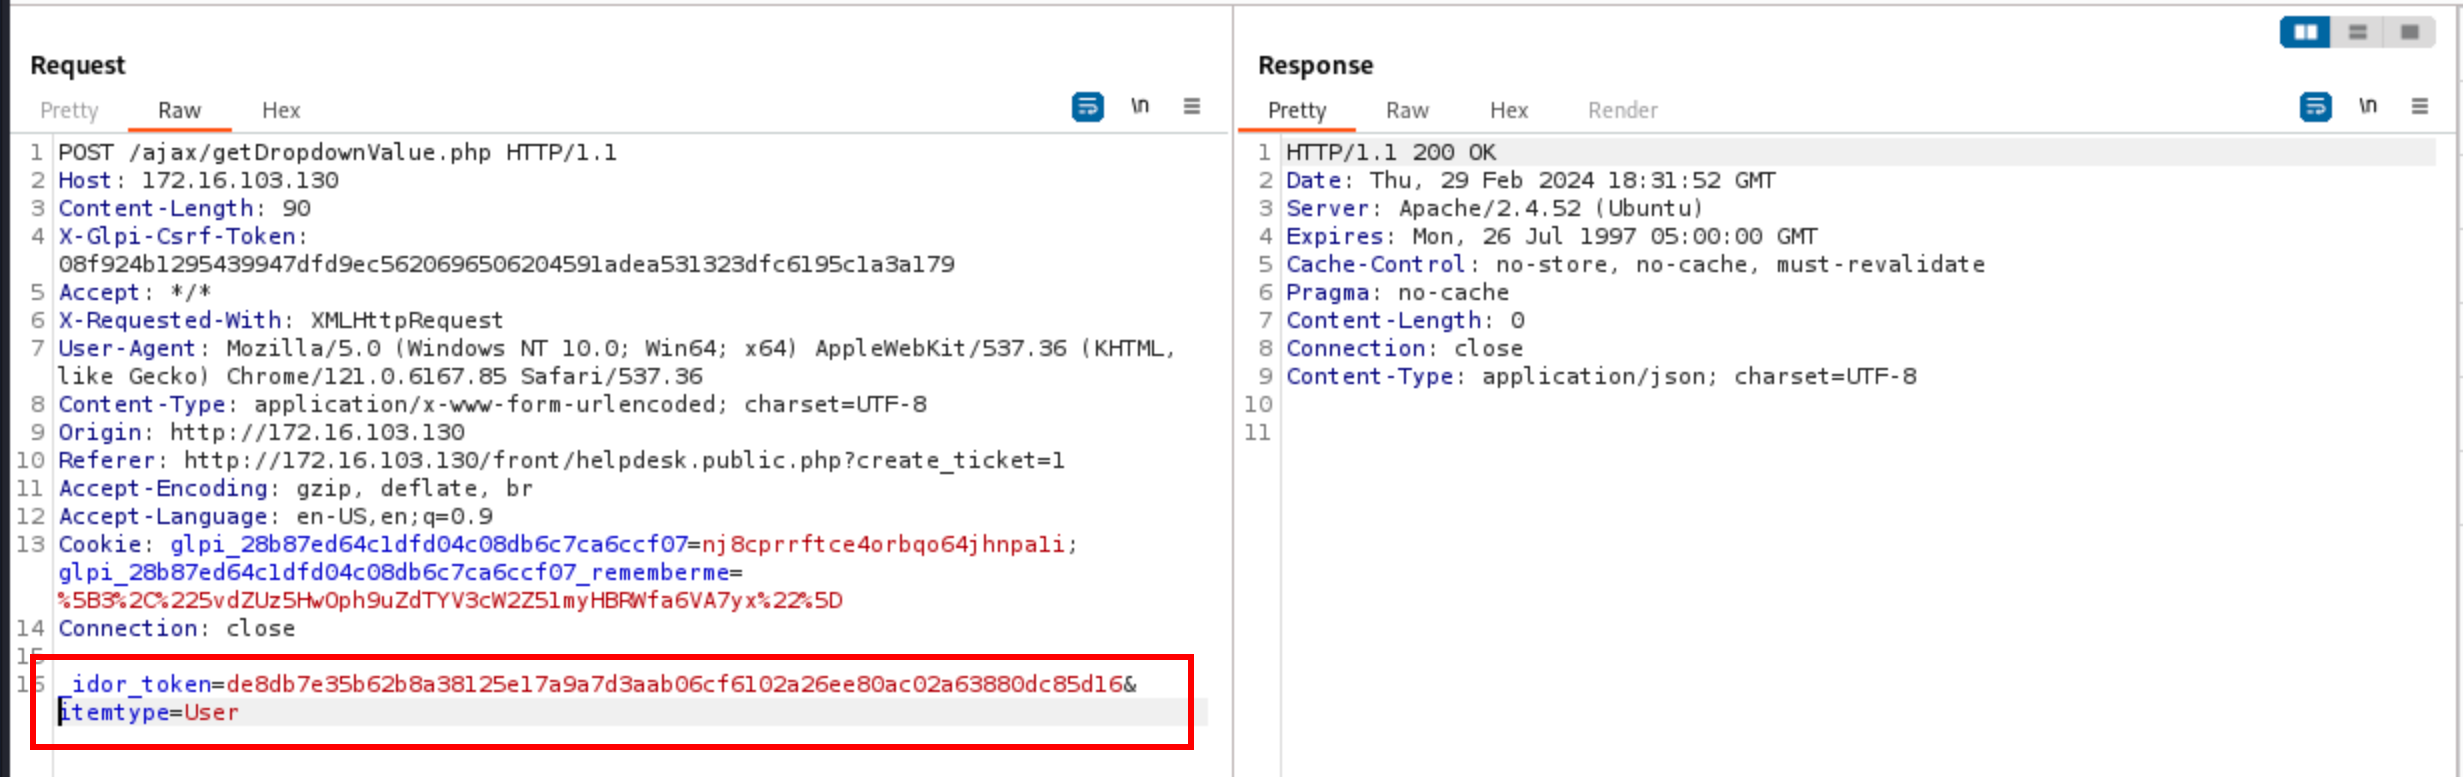 Request
Pretty Raw Hex
\n
1 POST /ajax/getDropdownValue.php HTTP/1.1
2 Host: 172.16.103.130
3 Content-Length: 90
4 X-Glpi-Csrf-Token:
08f924b1295439947dfd9ec5620696506204591adea531323dfc6195c1a3a179
5 Accept: */*
6 X-Requested-With: XMLHttpRequest
7 User-Agent: Mozilla/5.0 (Windows NT 10.0; Win64; x64) AppleWebKit/537.36 (KHTML,
like Gecko) Chrome/121.0.6167.85 Safari/537.36
8 Content-Type: application/x-www-form-urlencoded; charset=UTF-8
9 Origin: http://172.16.103.130
10 Referer: http://172.16.103.130/front/helpdesk.public.php?create_ticket=1
11 Accept-Encoding: gzip, deflate, br
12 Accept-Language: en-US,en;q=0.9
13 Cookie: glpi_28b87ed64c1dfd04c08db6c7ca6ccf07=nj8cprrftce4orbqo64jhnpa1i;
glpi_28b87ed64c1dfd04c08db6c7ca6ccf07_rememberme=
%5B3%2C%225vdZUz5HwOph9uZdTYV3cW2Z51myHBRWfa6VA7yx%22%5D
14 Connection: close
15
16 _idor_token=de8db7e35b62b8a38125e17a9a7d3aab06cf6102a26ee80ac02a63880dc85d16&
itemtype=User
Response
Pretty Raw Hex Render
\n
1 HTTP/1.1 200 OK
2 Date: Thu, 29 Feb 2024 18:31:52 GMT
3 Server: Apache/2.4.52 (Ubuntu)
4 Expires: Mon, 26 Jul 1997 05:00:00 GMT
5 Cache-Control: no-store, no-cache, must-revalidate
6 Pragma: no-cache
7 Content-Length: 0
8 Connection: close
9 Content-Type: application/json; charset=UTF-8
10
11